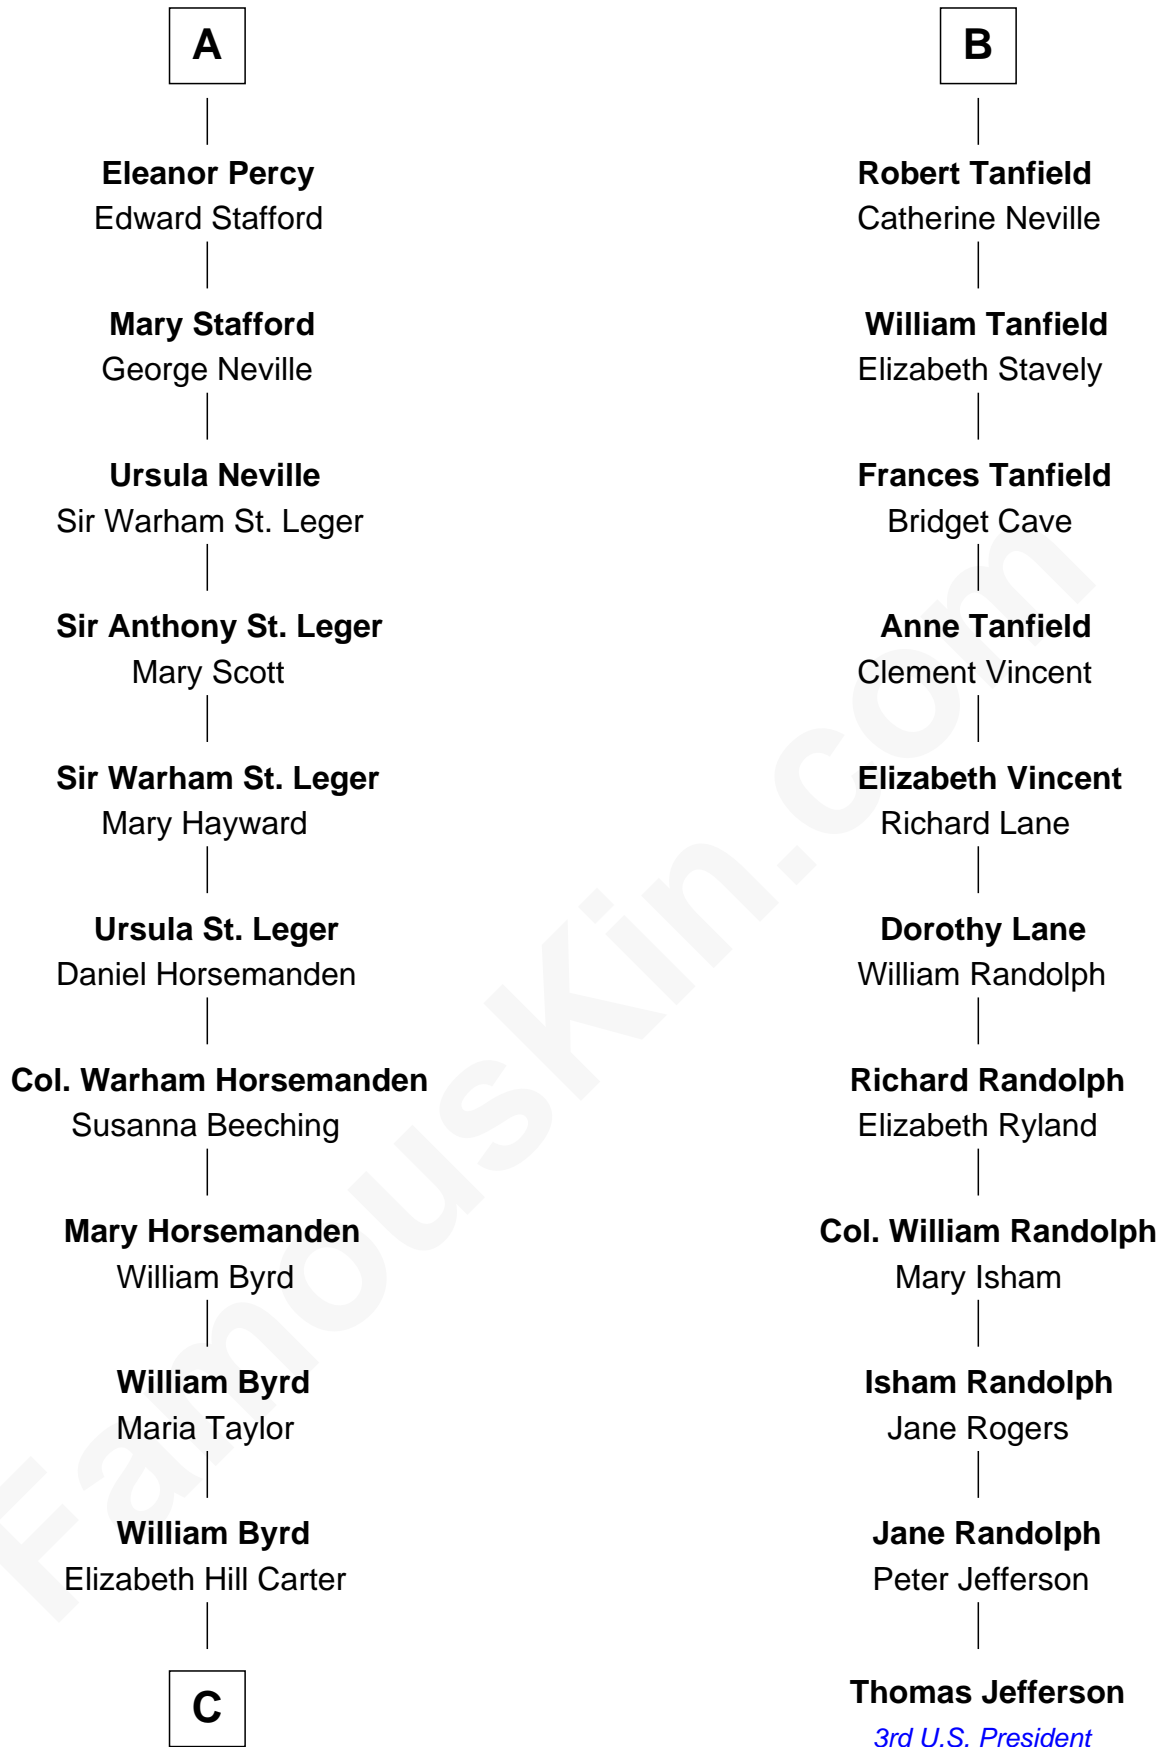 A
Eleanor Percy
Edward Stafford
Mary Stafford
George Neville
Ursula Neville
Sir Warham St. Leger
Sir Anthony St. Leger
Mary Scott
Sir Warham St. Leger
Mary Hayward
Ursula St. Leger
Daniel Horsemanden
Col. Warham Horsemanden
Susanna Beeching
Mary Horsemanden
William Byrd
William Byrd
Maria Taylor
William Byrd
Elizabeth Hill Carter
C
B
Robert Tanfield
Catherine Neville
William Tanfield
Elizabeth Stavely
Frances Tanfield
Bridget Cave
Anne Tanfield
Clement Vincent
Elizabeth Vincent
Richard Lane
Dorothy Lane
William Randolph
Richard Randolph
Elizabeth Ryland
Col. William Randolph
Mary Isham
Isham Randolph
Jane Rogers
Jane Randolph
Peter Jefferson
Thomas Jefferson
3rd U.S. President
FamousKin.com